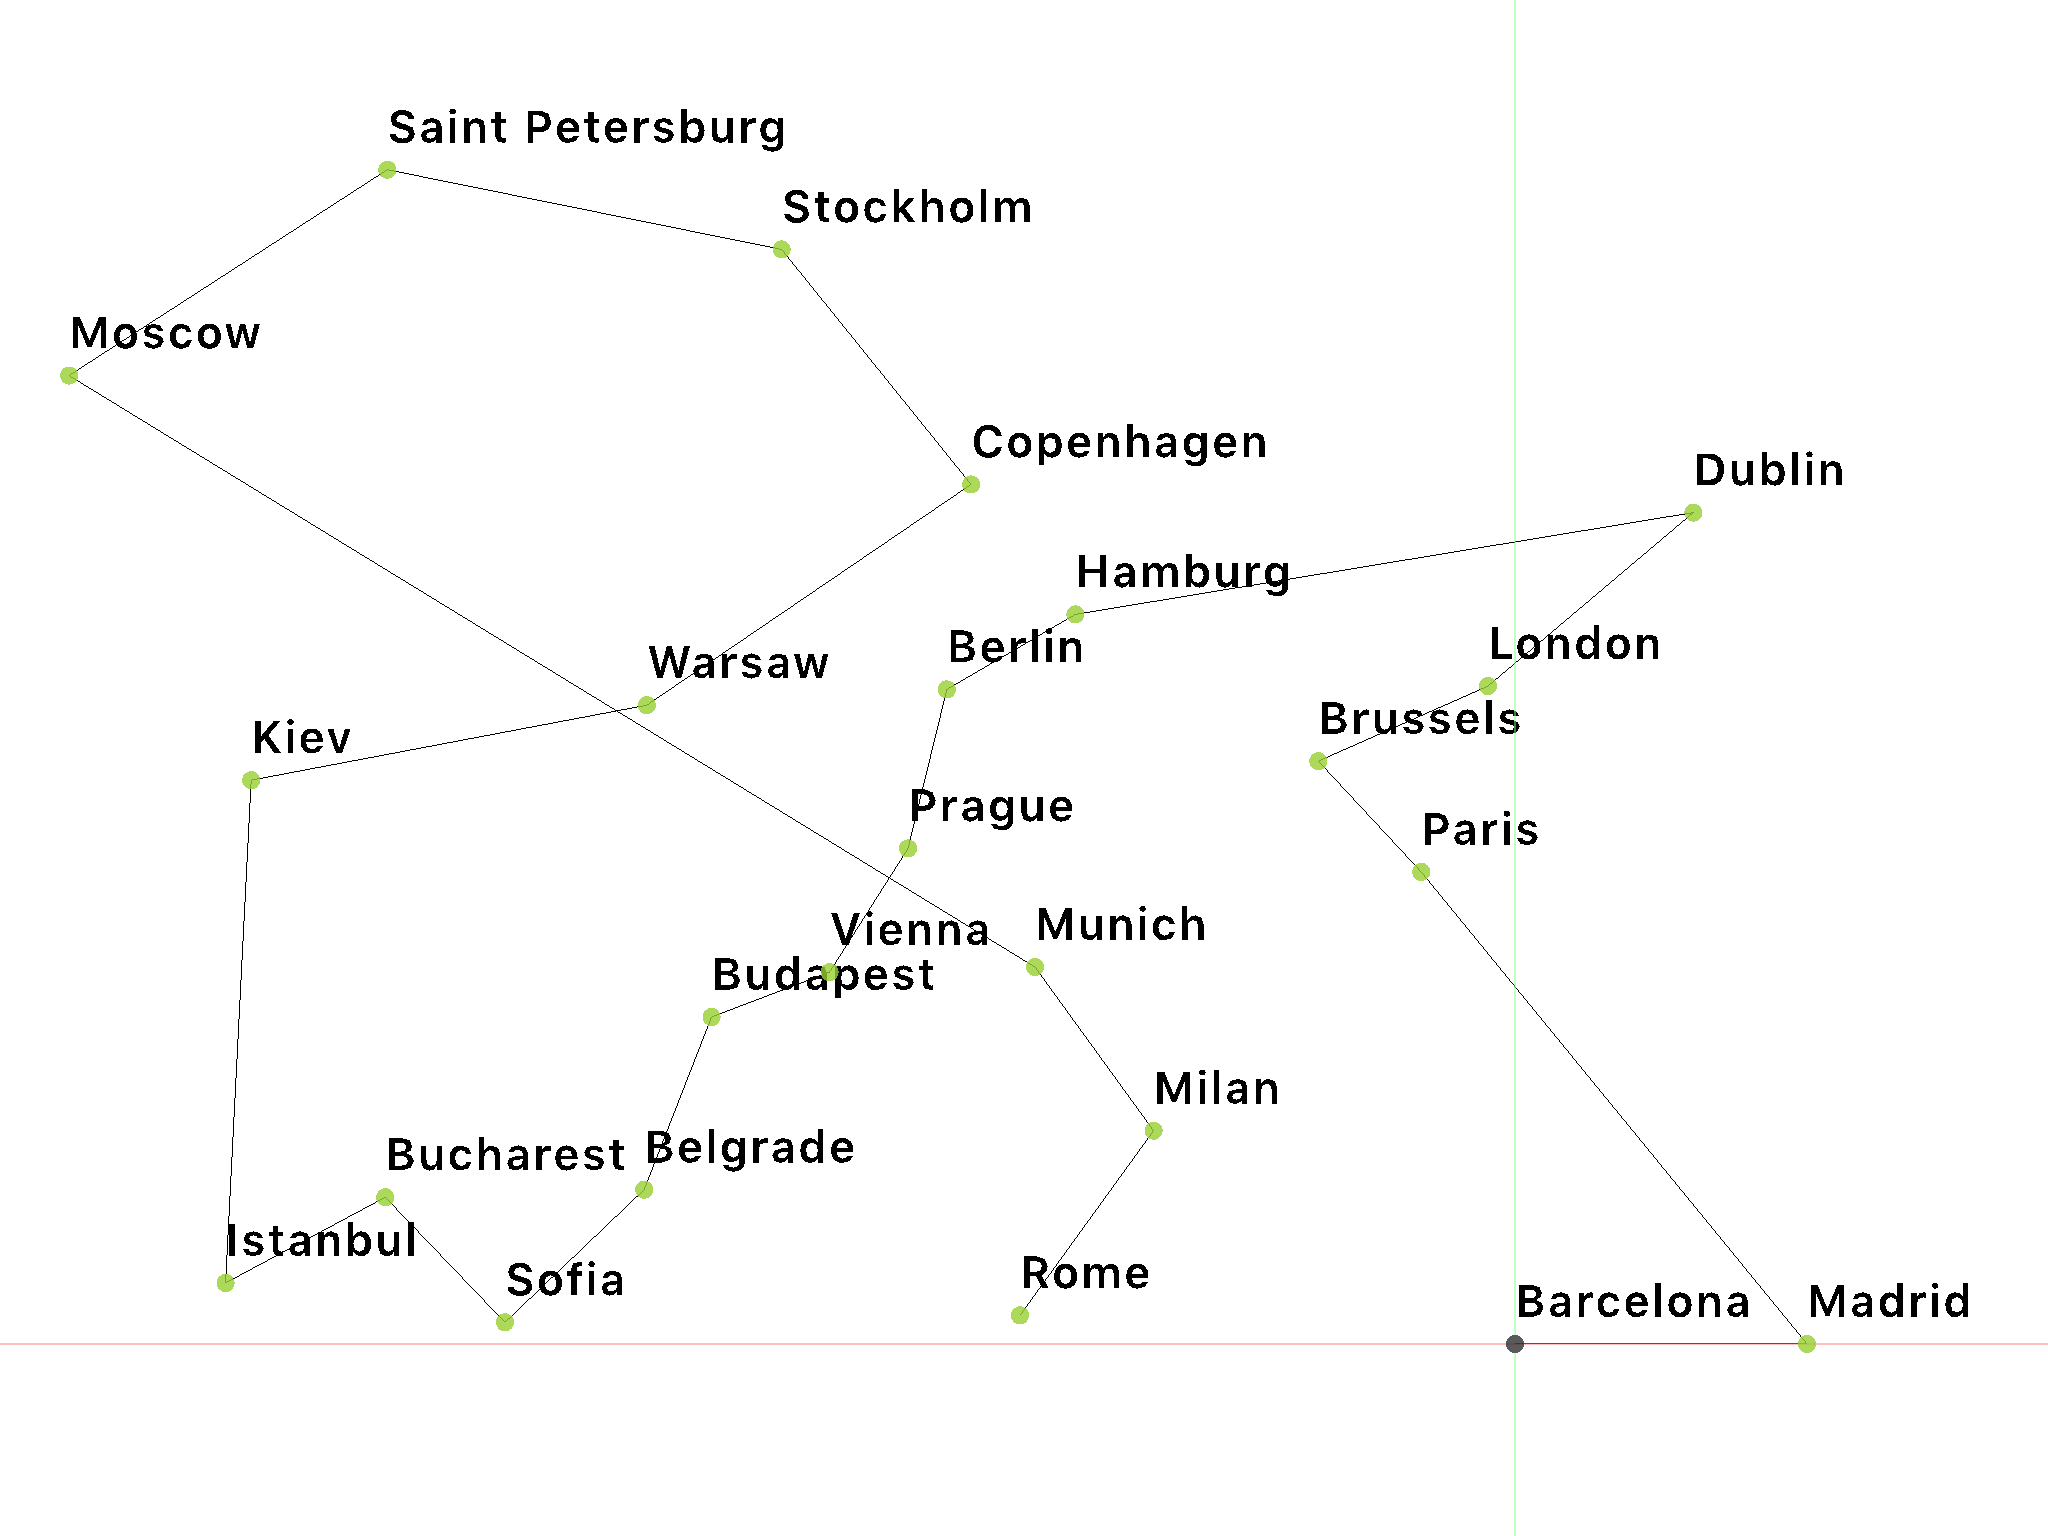 Saint Petersburg
Stockholm
Moscow
Copenhagen
Dublin
Hamburg
Berlin
London
Warsaw
Brussels
Kiev
Prague
Paris
Vienna
Munich
Budapest
Milan
Bucharest
Belgrade
Istanbul
Sofia
Rome
Barcelona
Madrid